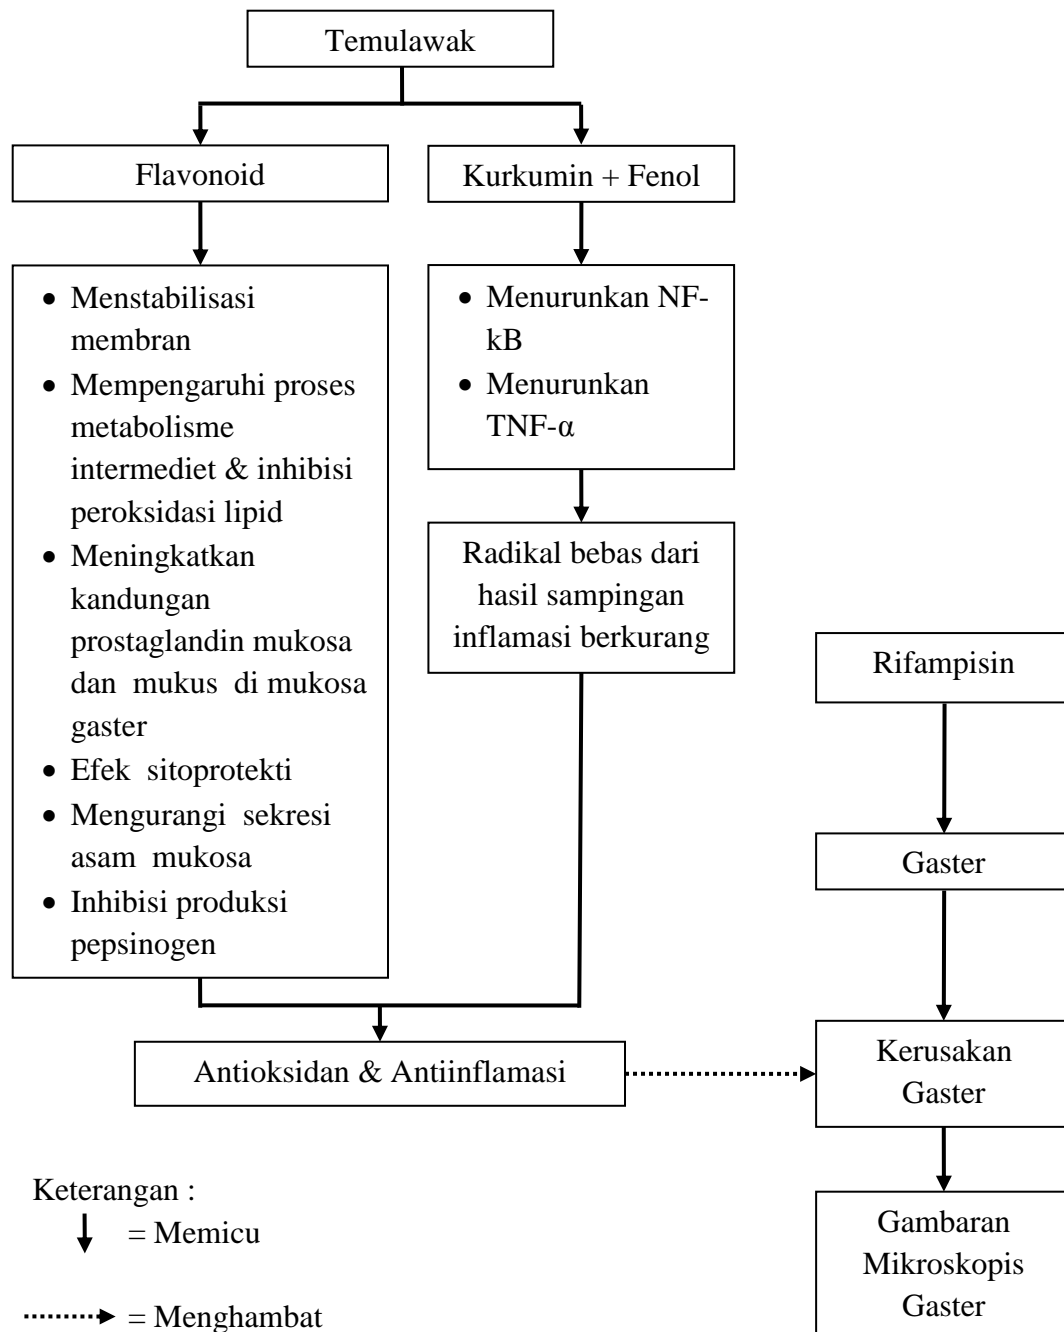 Temulawak
Flavonoid
Kurkumin + Fenol
• Menstabilisasi
membran
• Mempengaruhi proses
metabolisme
intermediet & inhibisi
peroksidasi lipid
• Meningkatkan
kandungan
prostaglandin mukosa
dan mukus di mukosa
gaster
• Efek sitoprotekti
• Mengurangi sekresi
asam mukosa
• Inhibisi produksi
pepsinogen
• Menurunkan NF-
kB
• Menurunkan
TNF-α
Radikal bebas dari
hasil sampingan
inflamasi berkurang
Rifampisin
Gaster
Antioksidan & Antiinflamasi
Kerusakan
Gaster
Gambaran
Mikroskopis
Gaster
Keterangan :
= Memicu
= Menghambat